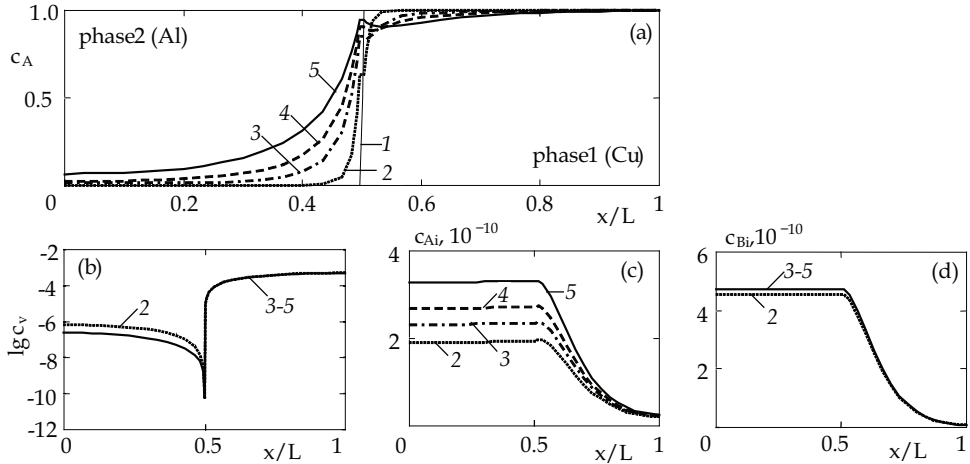 1.0
phase2 (Al)
(a)
c_A
5
0.5
4
3
1
phase1 (Cu)
2
0
0 0.2 0.4 0.6 0.8 1
x/L
-2
(b)
-4
lg c_v
2
3-5
-6
-8
-10
-12
0 0.5 1
x/L
c_Ai, 10^-10
4
(c)
5
4
2
3
2
0 0.5 1
x/L
c_Bi, 10^-10
6
(d)
3-5
4
2
2
0
0 0.5 1
x/L